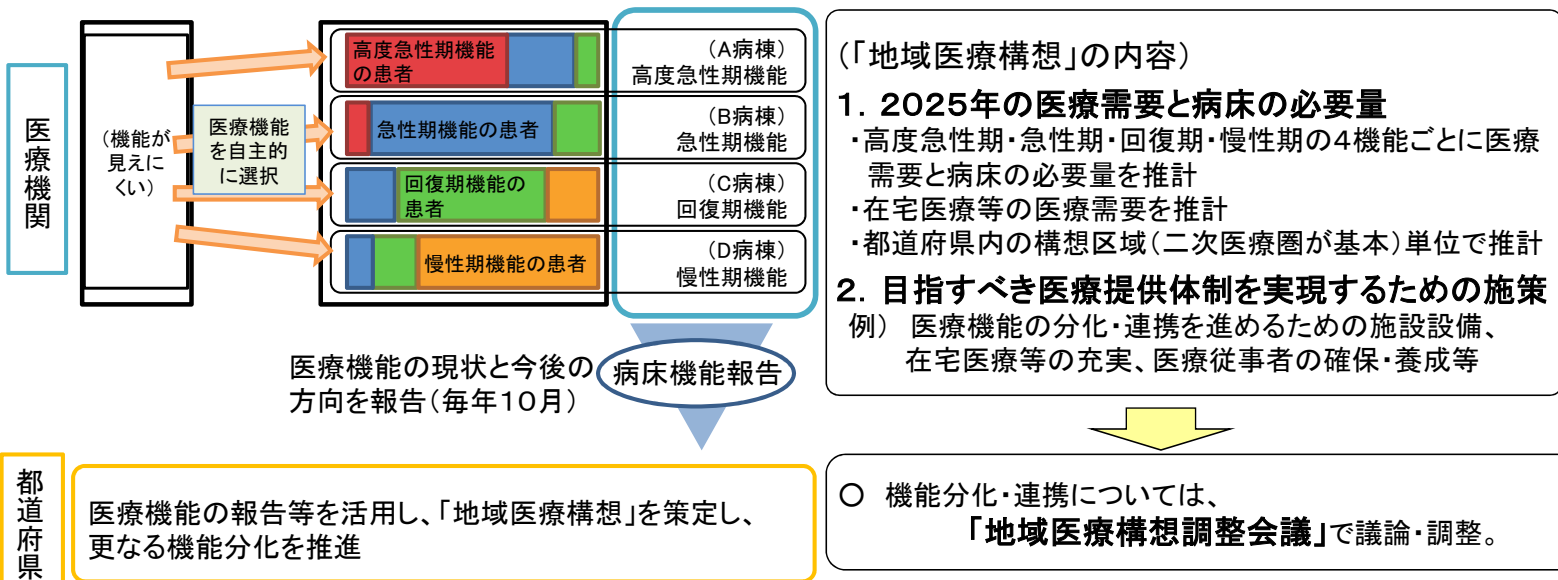 医療機関
(機能が
見えに
くい)
医療機能
を自主的
に選択
高度急性期機能
の患者
(A病棟)
高度急性期機能
急性期機能の患者
(B病棟)
急性期機能
回復期機能の
患者
(C病棟)
回復期機能
慢性期機能の患者
(D病棟)
慢性期機能
医療機能の現状と今後の
方向を報告(毎年10月)
病床機能報告
(「地域医療構想」の内容)
1. 2025年の医療需要と病床の必要量
・高度急性期・急性期・回復期・慢性期の4機能ごとに医療
需要と病床の必要量を推計
・在宅医療等の医療需要を推計
・都道府県内の構想区域(二次医療圏が基本)単位で推計
2. 目指すべき医療提供体制を実現するための施策
例) 医療機能の分化・連携を進めるための施設設備、
在宅医療等の充実、医療従事者の確保・養成等
都道府県
医療機能の報告等を活用し、「地域医療構想」を策定し、
更なる機能分化を推進
○ 機能分化・連携については、
「地域医療構想調整会議」で議論・調整。